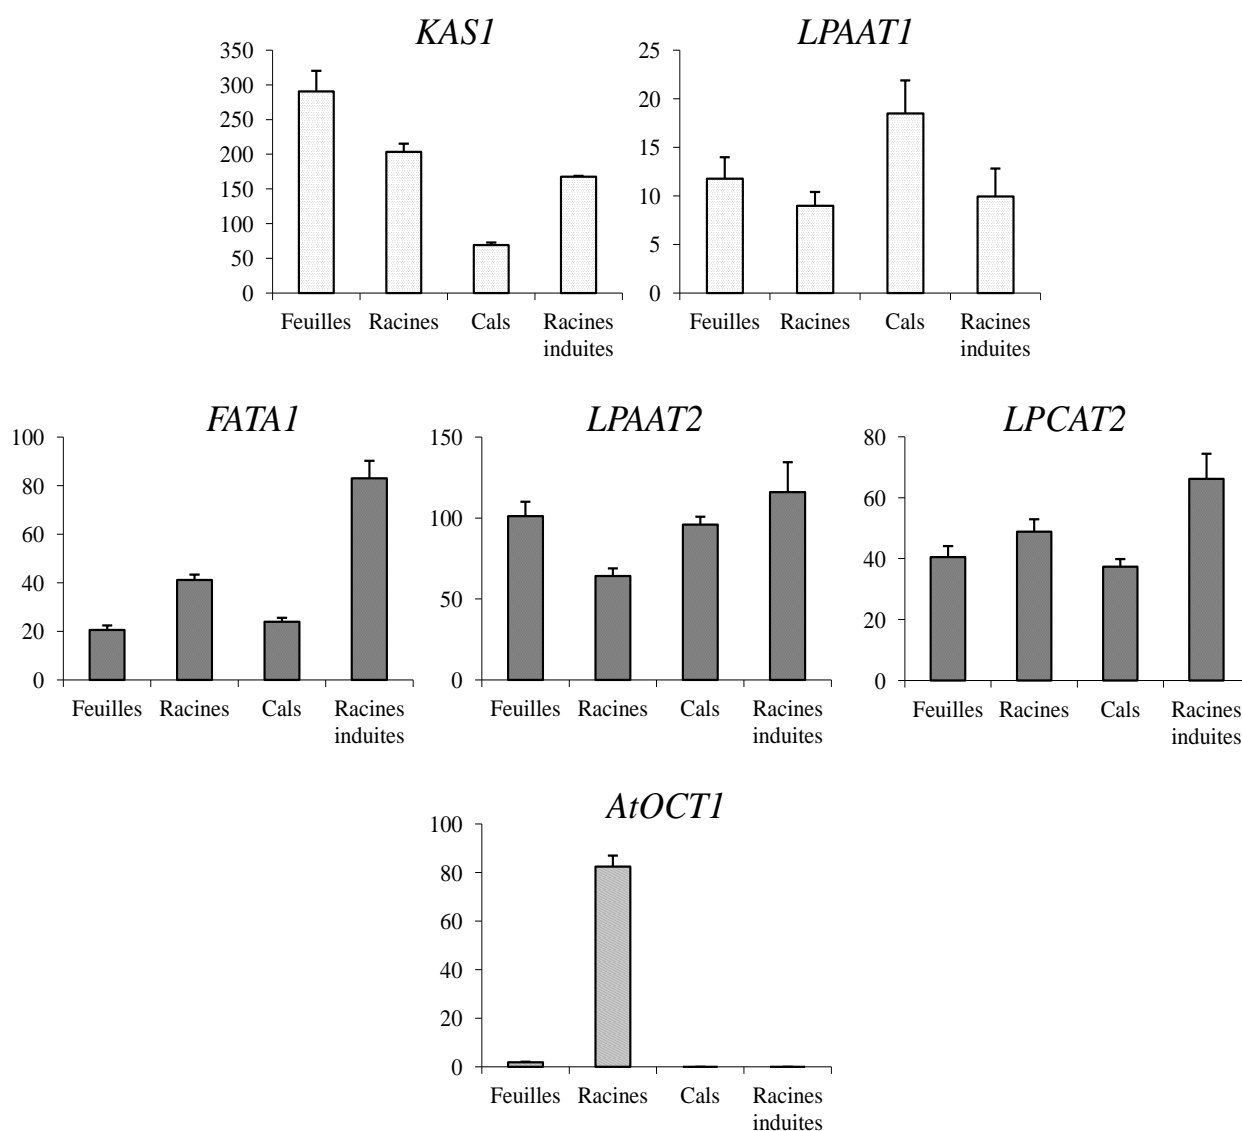 KAS1
350
300
250
200
150
100
50
0
Feuilles Racines Cals Racines
induites
LPAAT1
25
20
15
10
5
0
Feuilles Racines Cals Racines
induites
FATA1
100
80
60
40
20
0
Feuilles Racines Cals Racines
induites
LPAAT2
150
100
50
0
Feuilles Racines Cals Racines
induites
LPCAT2
80
60
40
20
0
Feuilles Racines Cals Racines
induites
AtOCT1
100
80
60
40
20
0
Feuilles Racines Cals Racines
induites